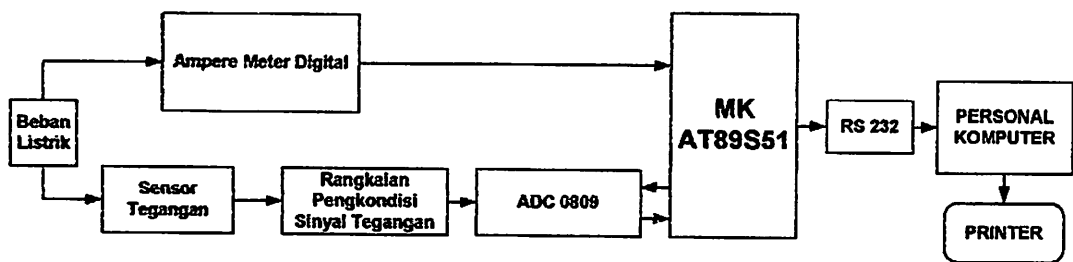 Ampere Meter Digital
Beban
Listrik
Sensor
Tegangan
Rangkaian
Pengkondisi
Sinyal Tegangan
ADC 0809
MK
AT89S51
RS 232
PERSONAL
KOMPUTER
PRINTER